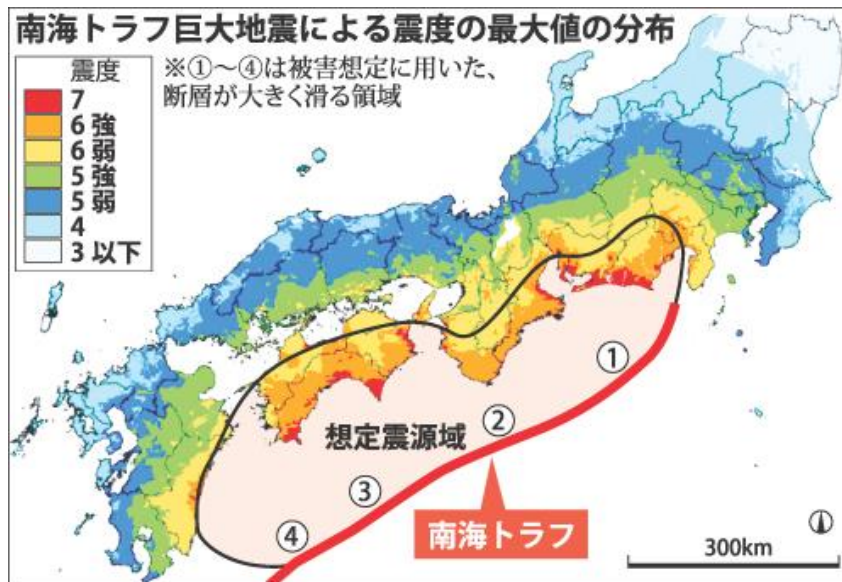 南海トラフ巨大地震による震度の最大値の分布
震度
7
6 強
6 弱
5 強
5 弱
4
3 以下
※①〜④は被害想定に用いた、
断層が大きく滑る領域
①
②
想定震源域
③
④
南海トラフ
300km